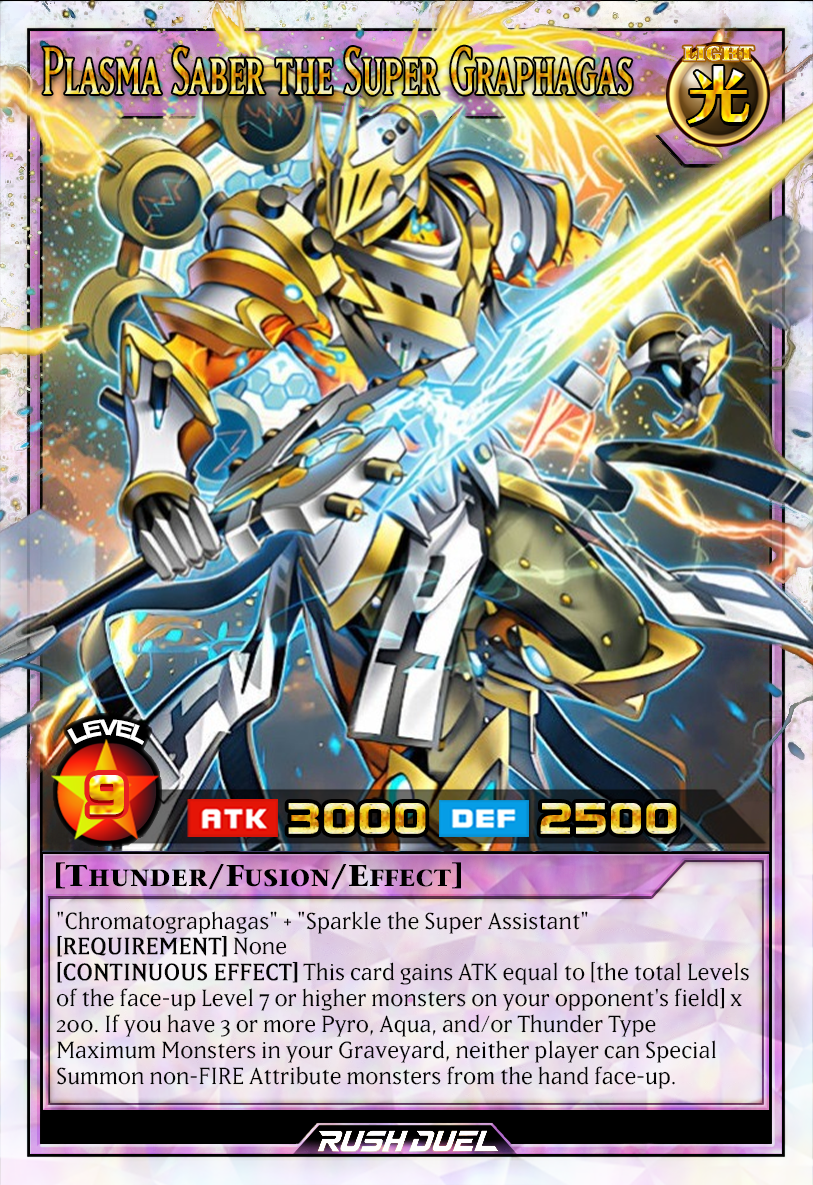 Plasma Saber the Super Graphagas
LIGHT
光
LEVEL
9
ATK 3000 DEF 2500
[Thunder/Fusion/Effect]
"Chromatographagas" + "Sparkle the Super Assistant"
[REQUIREMENT] None
[CONTINUOUS EFFECT] This card gains ATK equal to [the total Levels
of the face-up Level 7 or higher monsters on your opponent's field] x
200. If you have 3 or more Pyro, Aqua, and/or Thunder Type
Maximum Monsters in your Graveyard, neither player can Special
Summon non-FIRE Attribute monsters from the hand face-up.
RUSH DUEL